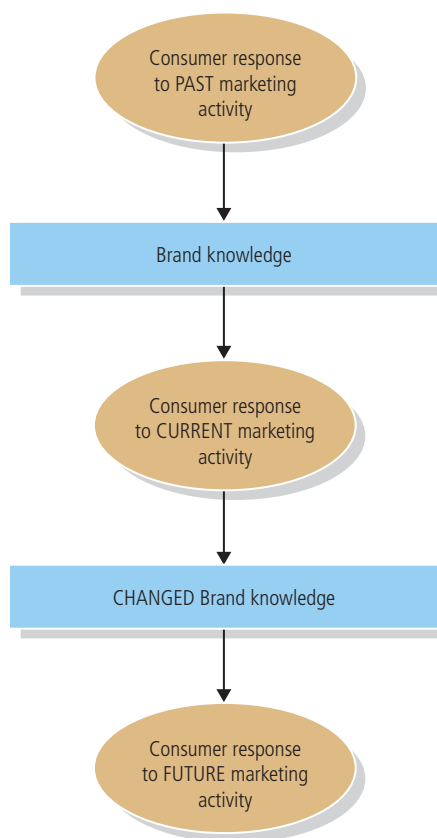 Consumer response
to PAST marketing
activity
Brand knowledge
Consumer response
to CURRENT marketing
activity
CHANGED Brand knowledge
Consumer response
to FUTURE marketing
activity